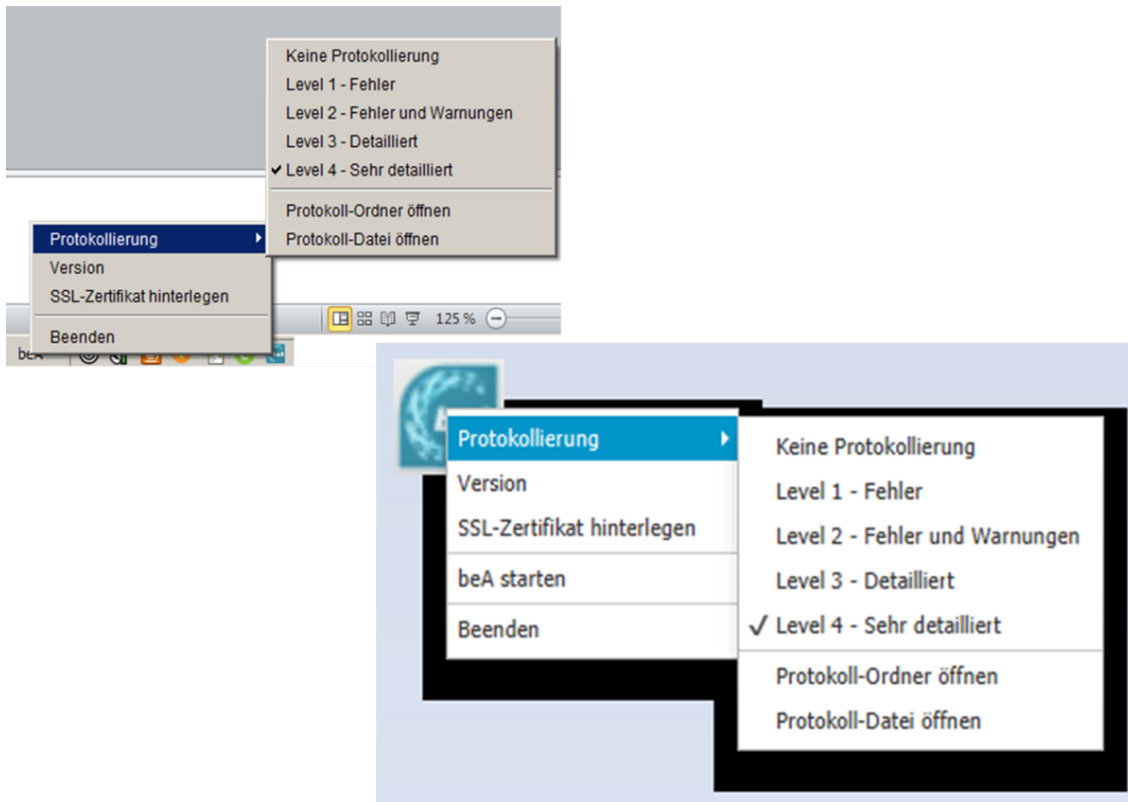 Keine Protokollierung
Level 1 - Fehler
Level 2 - Fehler und Warnungen
Level 3 - Detailliert
Level 4 - Sehr detailliert
Protokoll-Ordner öffnen
Protokoll-Datei öffnen
Protokollierung
Version
SSL-Zertifikat hinterlegen
Beenden
125 %
beA
Protokollierung
Version
SSL-Zertifikat hinterlegen
beA starten
Beenden
Keine Protokollierung
Level 1 - Fehler
Level 2 - Fehler und Warnungen
Level 3 - Detailliert
Level 4 - Sehr detailliert
Protokoll-Ordner öffnen
Protokoll-Datei öffnen